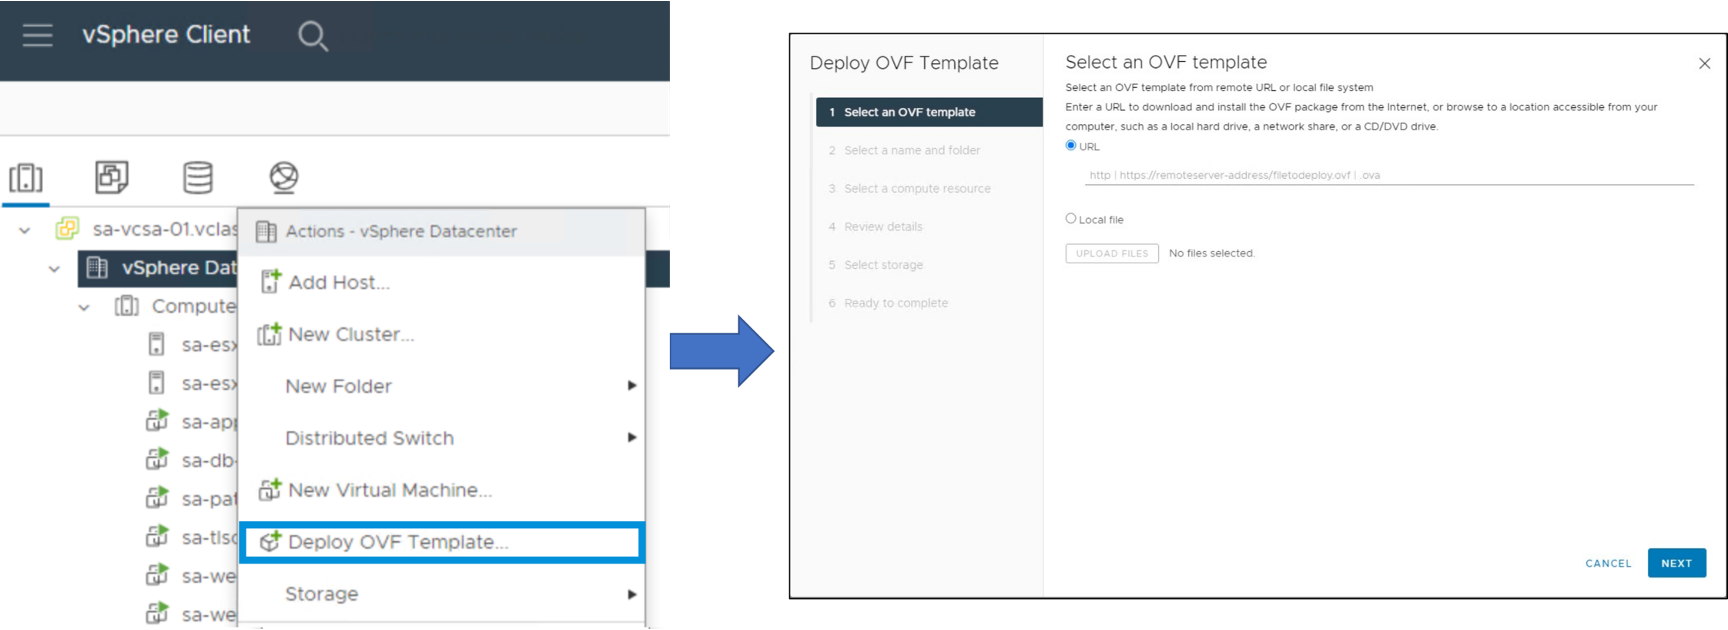 vSphere Client
sa-vcsa-01.vclas
vSphere Dat
Compute
sa-esx
sa-esx
sa-app
sa-db-
sa-pat
sa-tlsc
sa-we
sa-we
Actions - vSphere Datacenter
Add Host...
New Cluster...
New Folder
Distributed Switch
New Virtual Machine...
Deploy OVF Template...
Storage
Deploy OVF Template
1 Select an OVF template
2 Select a name and folder
3 Select a compute resource
4 Review details
5 Select storage
6 Ready to complete
Select an OVF template
Select an OVF template from remote URL or local file system
Enter a URL to download and install the OVF package from the Internet, or browse to a location accessible from your
computer, such as a local hard drive, a network share, or a CD/DVD drive.
URL
http | https://remoteserver-address/filetodeploy.ovf | .ova
Local file
UPLOAD FILES No files selected.
CANCEL NEXT